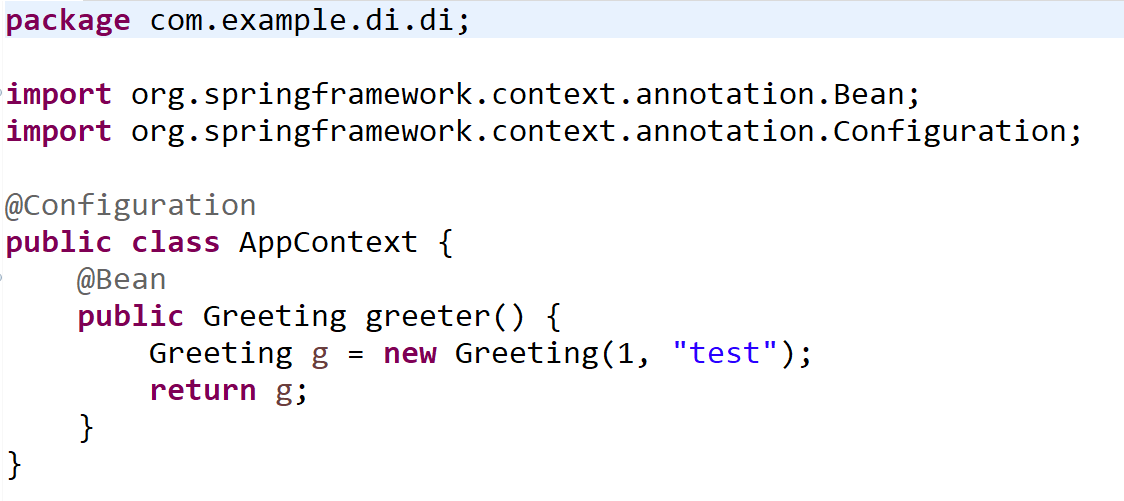 package com.example.di.di;
import org.springframework.context.annotation.Bean;
import org.springframework.context.annotation.Configuration;
@Configuration
public class AppContext {
@Bean
public Greeting greeter() {
Greeting g = new Greeting(1, "test");
return g;
}
}